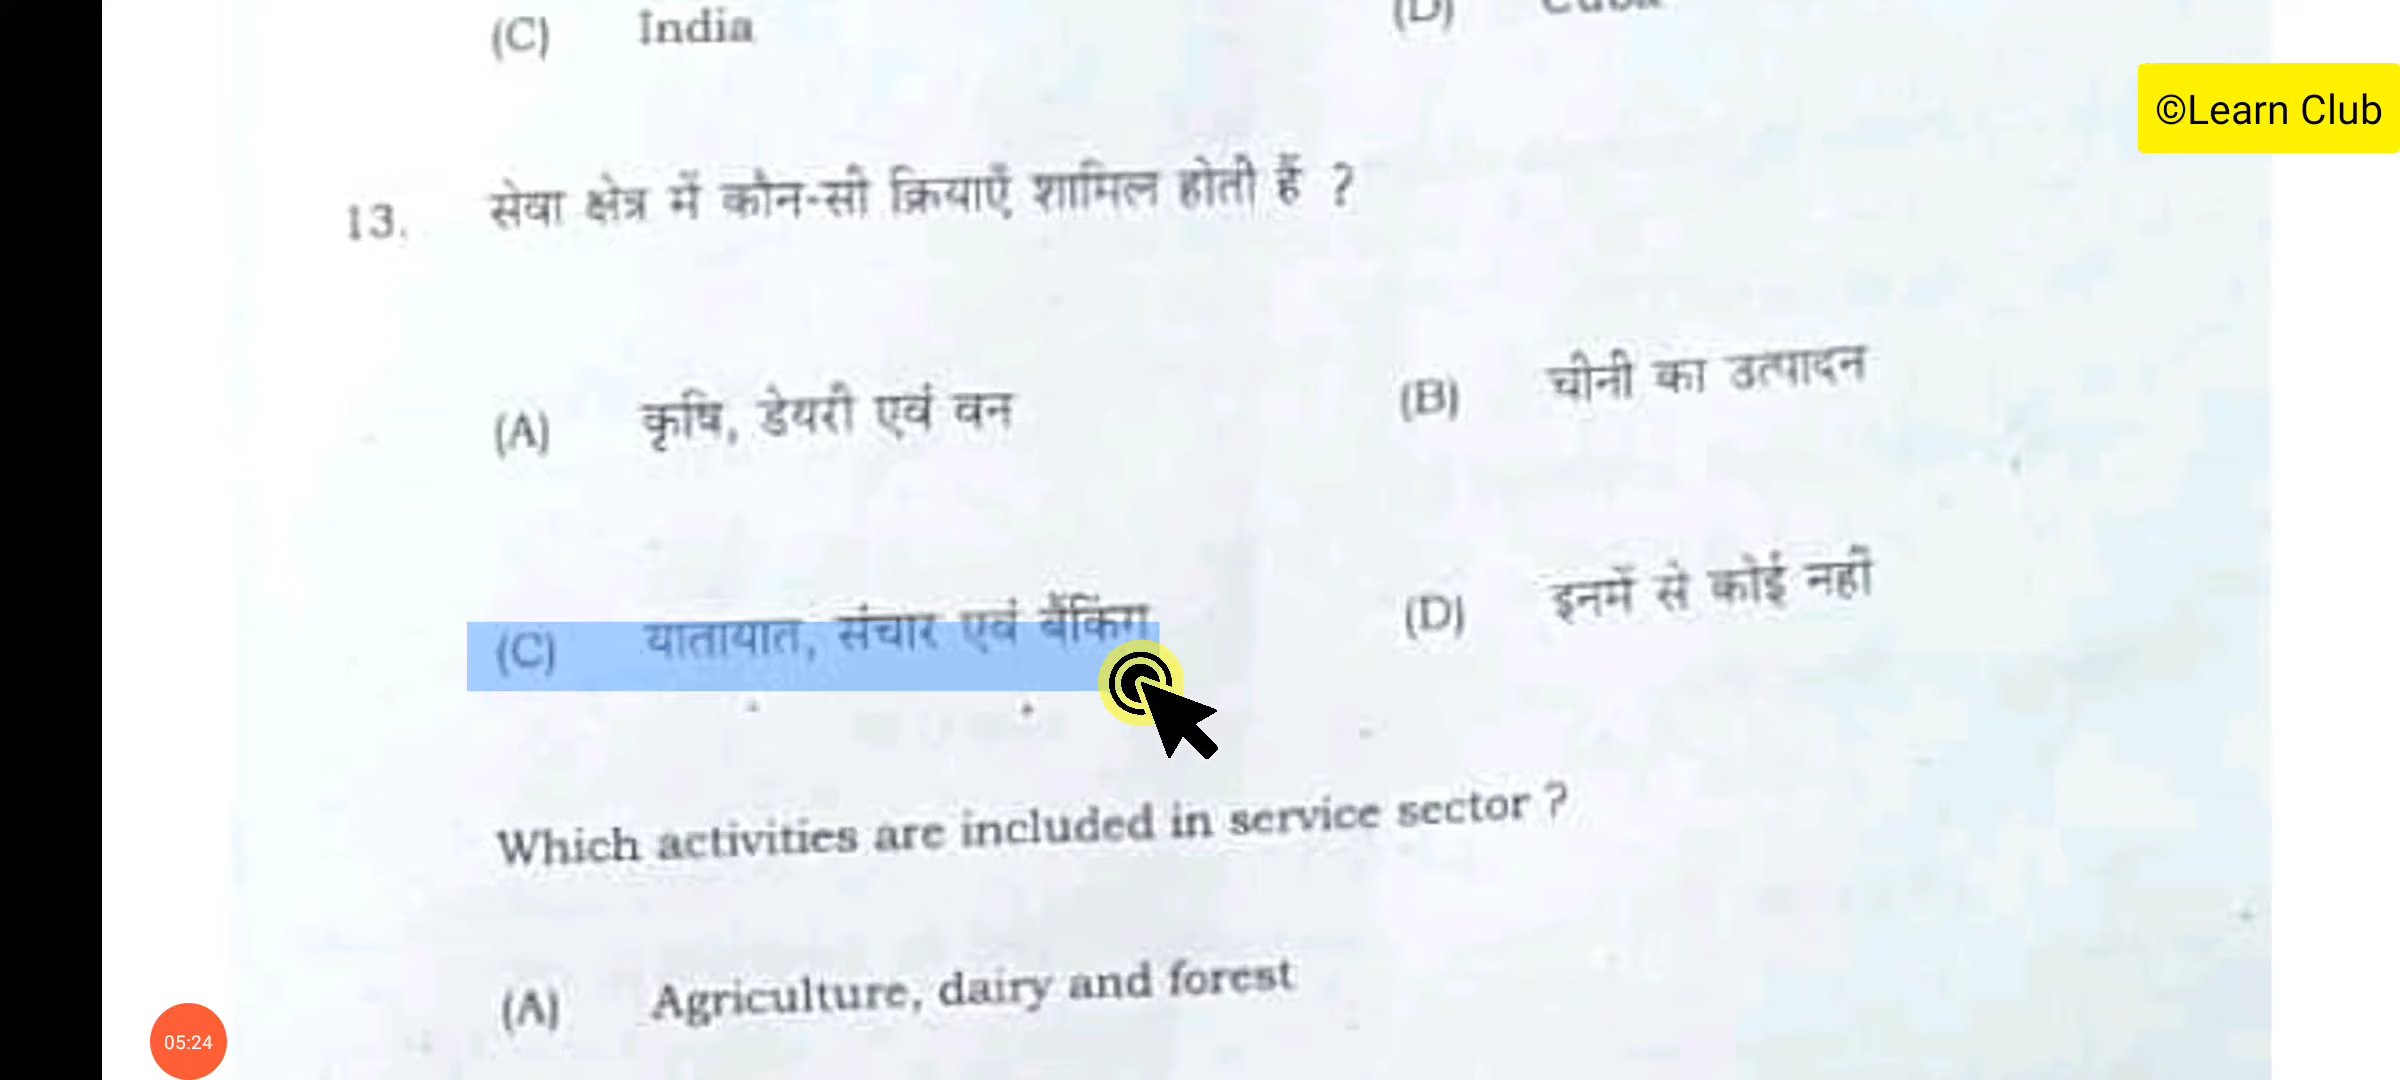 (C) India (D) Cuba
©Learn Club
13. सेवा क्षेत्र में कौन-सी क्रियाएँ शामिल होती हैं ?
(A) कृषि, डेयरी एवं वन (B) चीनी का उत्पादन
(C) यातायात, संचार एवं बैंकिंग (D) इनमें से कोई नहीं
Which activities are included in service sector ?
(A) Agriculture, dairy and forest
05:24